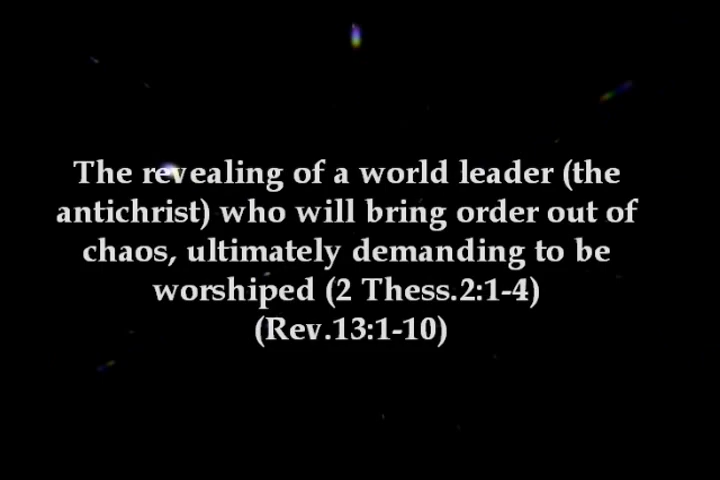 The revealing of a world leader (the
antichrist) who will bring order out of
chaos, ultimately demanding to be
worshiped (2 Thess.2:1-4)
(Rev.13:1-10)